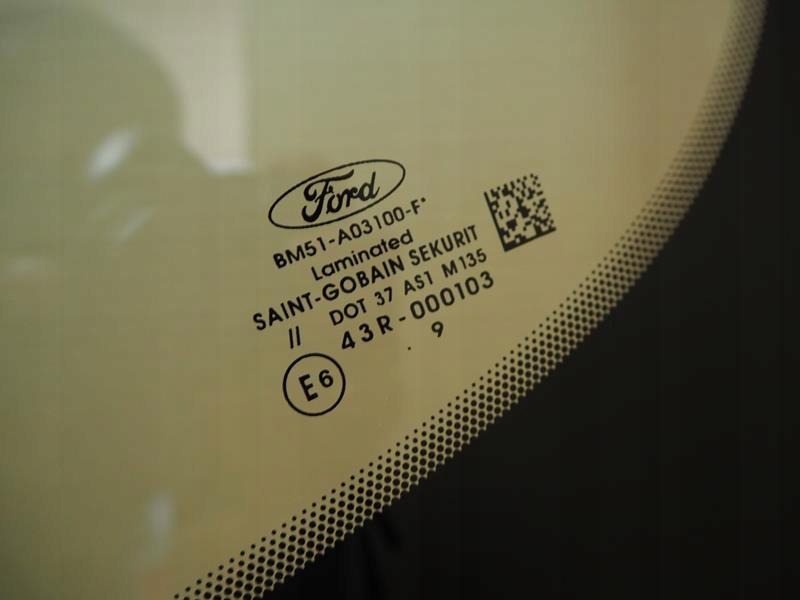 Ford
BM51-A03100-F*
Laminated
SAINT-GOBAIN SEKURIT
// DOT 37 AS1 M135
43R-000103
. 9
E6